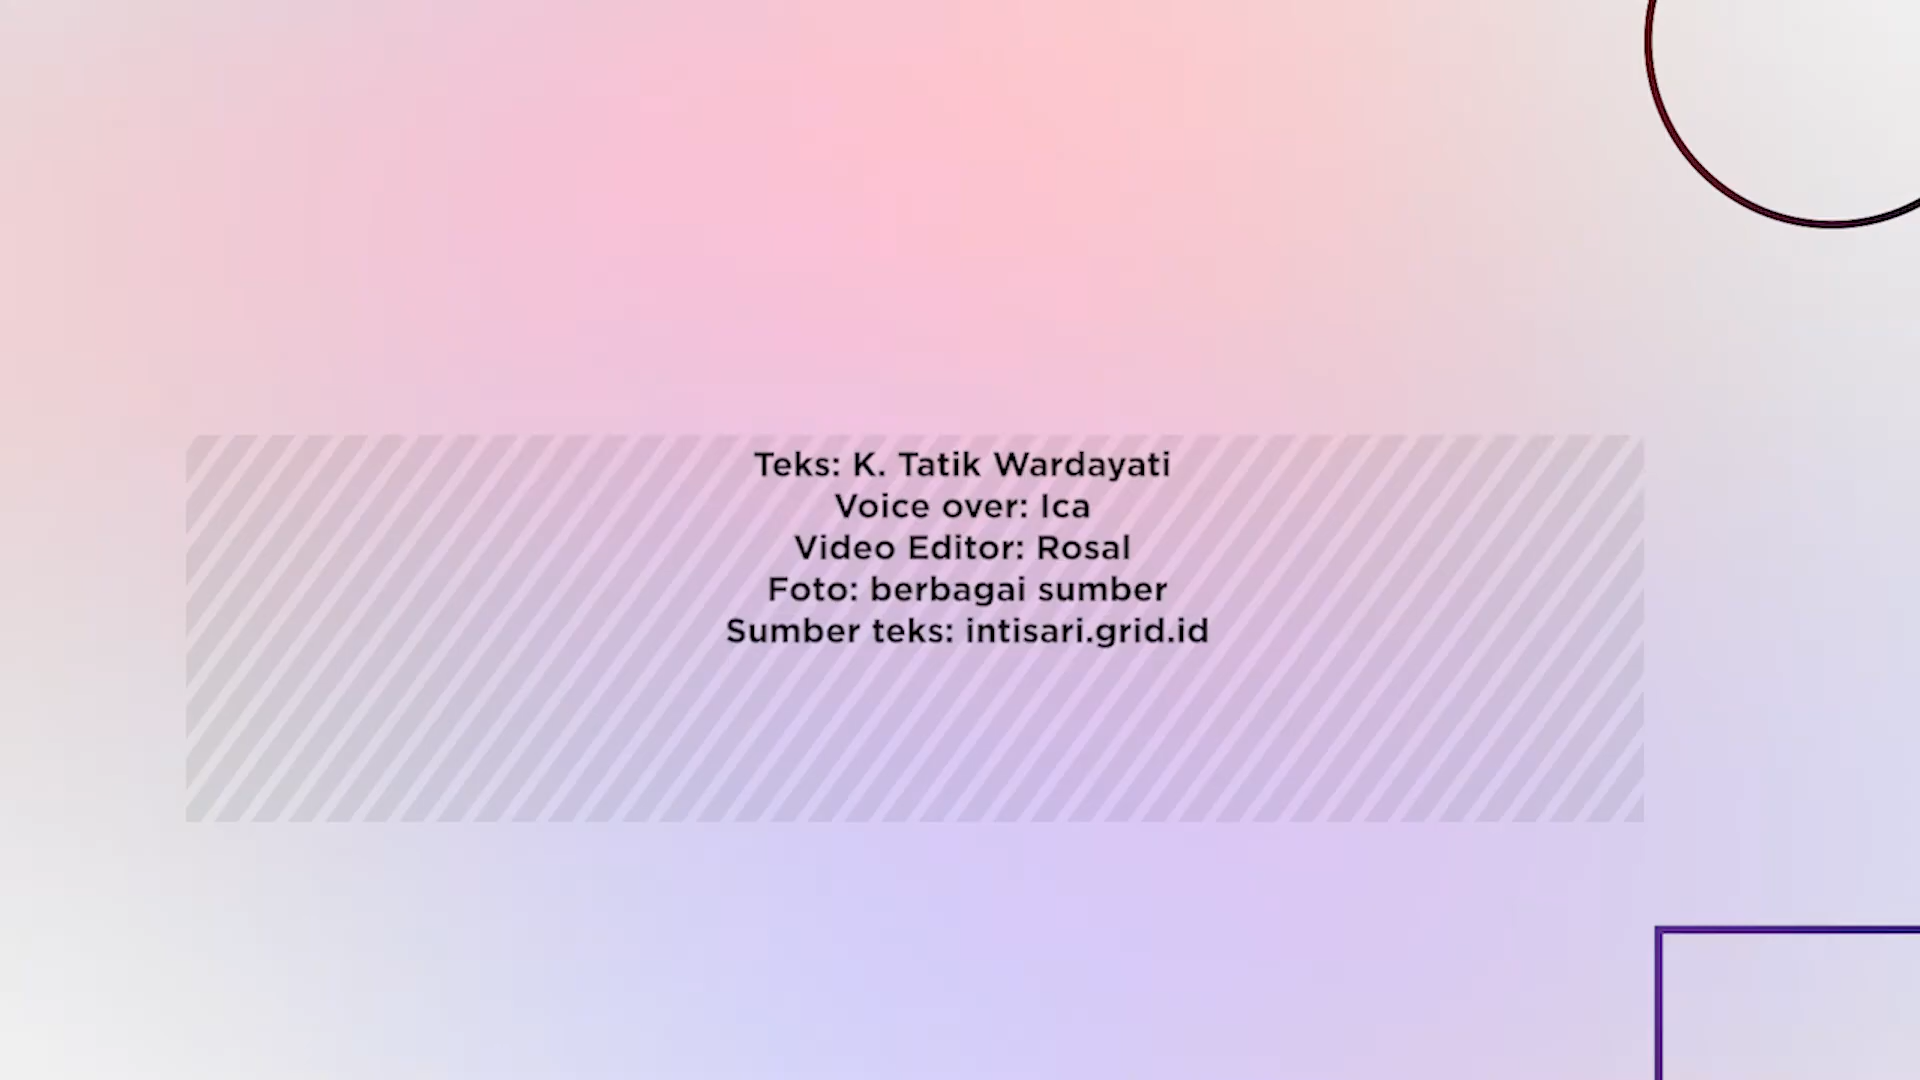 Teks: K. Tatik Wardayati
Voice over: Ica
Video Editor: Rosal
Foto: berbagai sumber
Sumber teks: intisari.grid.id